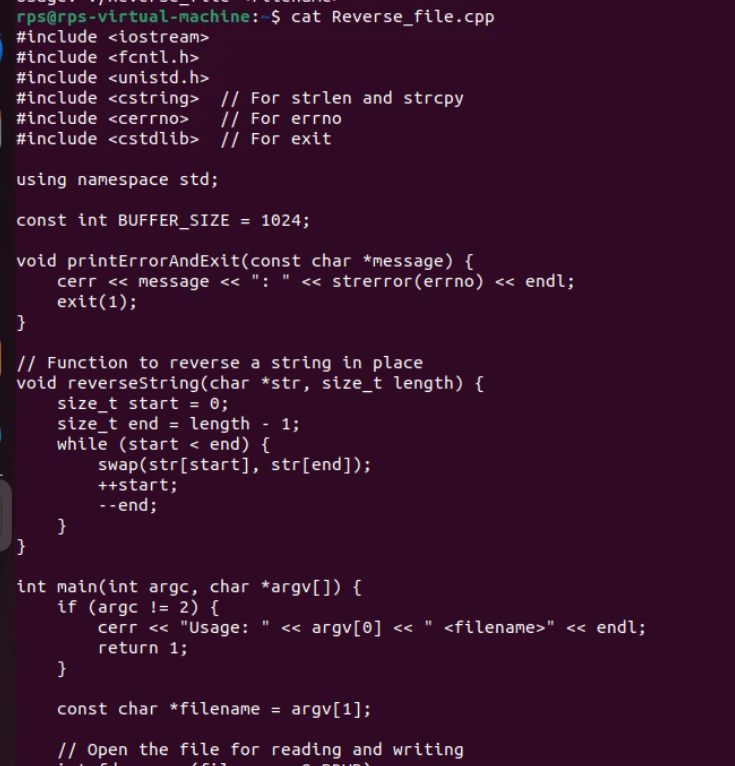 rps@rps-virtual-machine:~$ cat Reverse_file.cpp
#include <iostream>
#include <fcntl.h>
#include <unistd.h>
#include <cstring>  // For strlen and strcpy
#include <cerrno>   // For errno
#include <cstdlib>  // For exit
using namespace std;
const int BUFFER_SIZE = 1024;
void printErrorAndExit(const char *message) {
    cerr << message << ": " << strerror(errno) << endl;
    exit(1);
}
// Function to reverse a string in place
void reverseString(char *str, size_t length) {
    size_t start = 0;
    size_t end = length - 1;
    while (start < end) {
        swap(str[start], str[end]);
        ++start;
        --end;
    }
}
int main(int argc, char *argv[]) {
    if (argc != 2) {
        cerr << "Usage: " << argv[0] << " <filename>" << endl;
        return 1;
    }
    const char *filename = argv[1];
    // Open the file for reading and writing